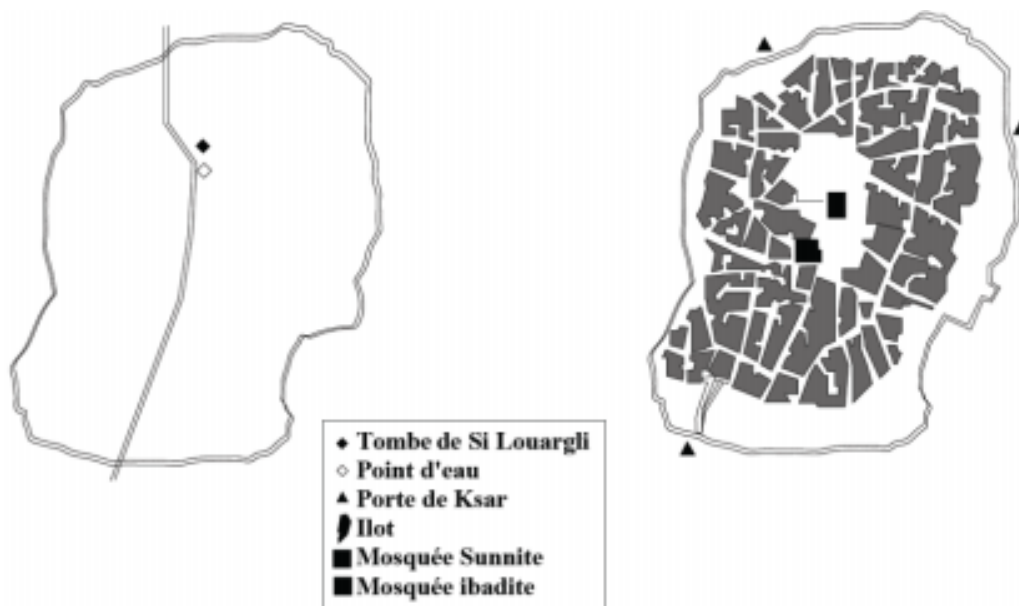 Tombe de Si Louargli
Point d'eau
Porte de Ksar
Ilot
Mosquée Sunnite
Mosquée ibadite